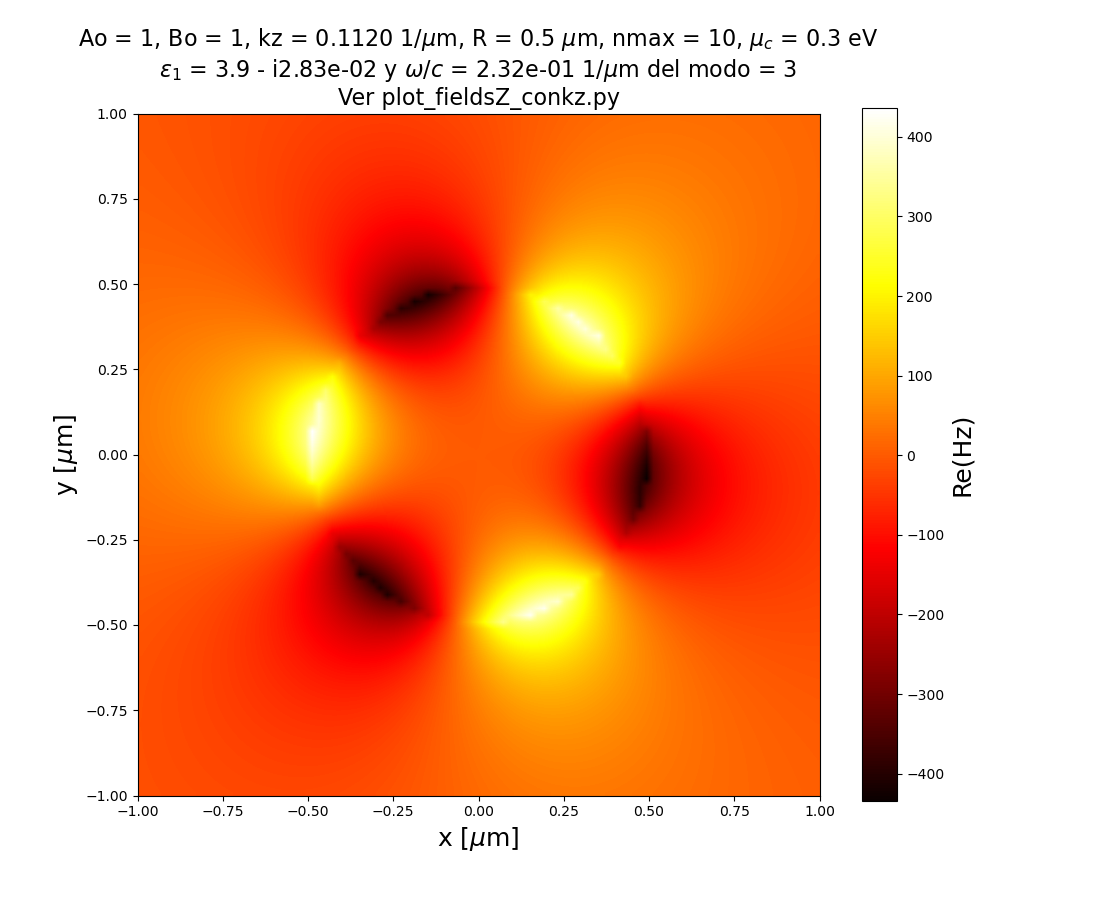 Ao = 1, Bo = 1, kz = 0.1120 1/μm, R = 0.5 μm, nmax = 10, μc = 0.3 eV
ε1 = 3.9 - i2.83e-02 y ω/c = 2.32e-01 1/μm del modo = 3
Ver plot_fieldsZ_conkz.py
1.00
0.75
0.50
0.25
0.00
−0.25
−0.50
−0.75
−1.00
y [μm]
−1.00 −0.75 −0.50 −0.25 0.00 0.25 0.50 0.75 1.00
x [μm]
400
300
200
100
0
−100
−200
−300
−400
Re(Hz)